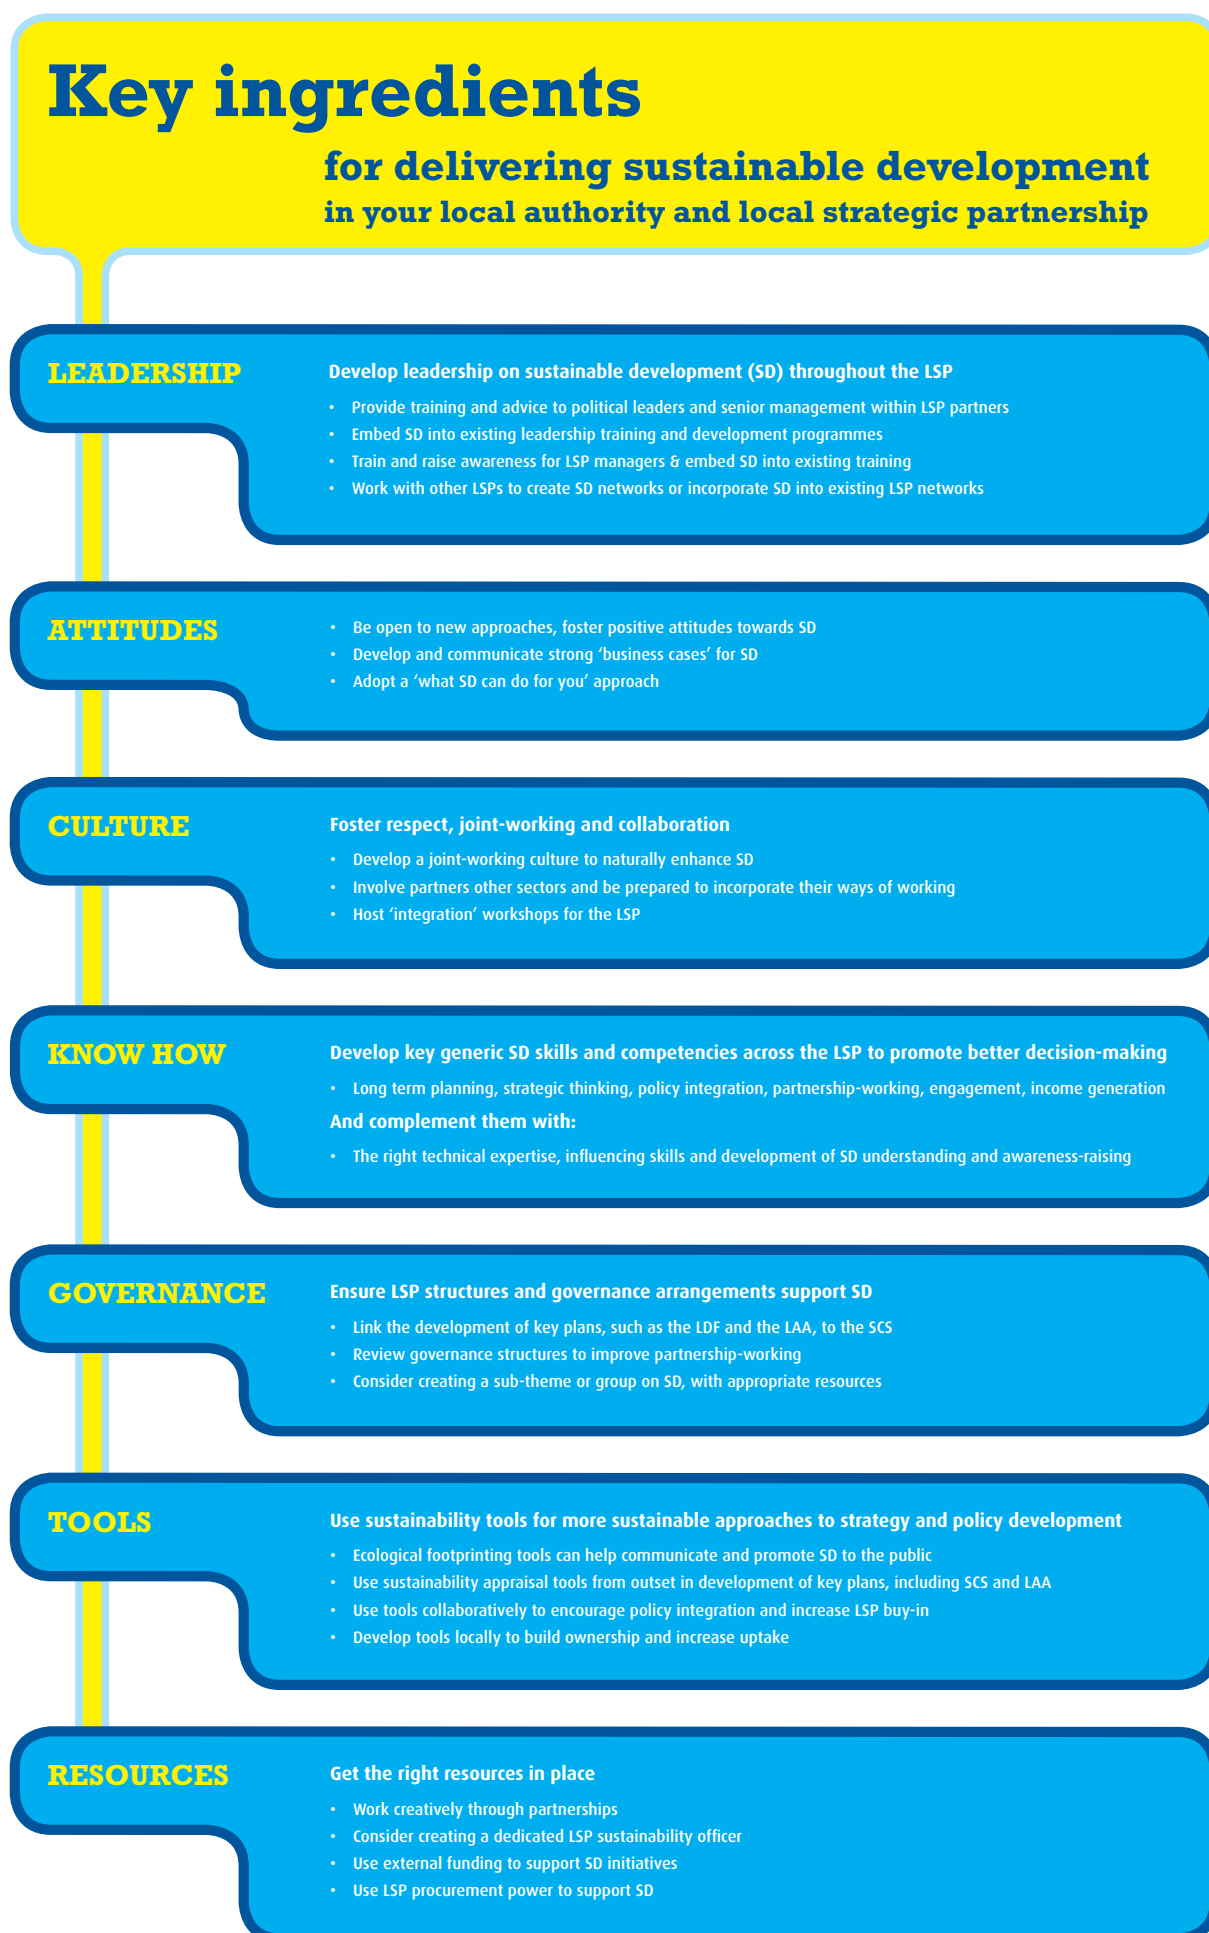 Key ingredients
for delivering sustainable development
in your local authority and local strategic partnership
LEADERSHIP
Develop leadership on sustainable development (SD) throughout the LSP
• Provide training and advice to political leaders and senior management within LSP partners
• Embed SD into existing leadership training and development programmes
• Train and raise awareness for LSP managers & embed SD into existing training
• Work with other LSPs to create SD networks or incorporate SD into existing LSP networks
ATTITUDES
• Be open to new approaches, foster positive attitudes towards SD
• Develop and communicate strong ‘business cases’ for SD
• Adopt a ‘what SD can do for you’ approach
CULTURE
Foster respect, joint-working and collaboration
• Develop a joint-working culture to naturally enhance SD
• Involve partners other sectors and be prepared to incorporate their ways of working
• Host ‘integration’ workshops for the LSP
KNOW HOW
Develop key generic SD skills and competencies across the LSP to promote better decision-making
• Long term planning, strategic thinking, policy integration, partnership-working, engagement, income generation
And complement them with:
• The right technical expertise, influencing skills and development of SD understanding and awareness-raising
GOVERNANCE
Ensure LSP structures and governance arrangements support SD
• Link the development of key plans, such as the LDF and the LAA, to the SCS
• Review governance structures to improve partnership-working
• Consider creating a sub-theme or group on SD, with appropriate resources
TOOLS
Use sustainability tools for more sustainable approaches to strategy and policy development
• Ecological footprinting tools can help communicate and promote SD to the public
• Use sustainability appraisal tools from outset in development of key plans, including SCS and LAA
• Use tools collaboratively to encourage policy integration and increase LSP buy-in
• Develop tools locally to build ownership and increase uptake
RESOURCES
Get the right resources in place
• Work creatively through partnerships
• Consider creating a dedicated LSP sustainability officer
• Use external funding to support SD initiatives
• Use LSP procurement power to support SD